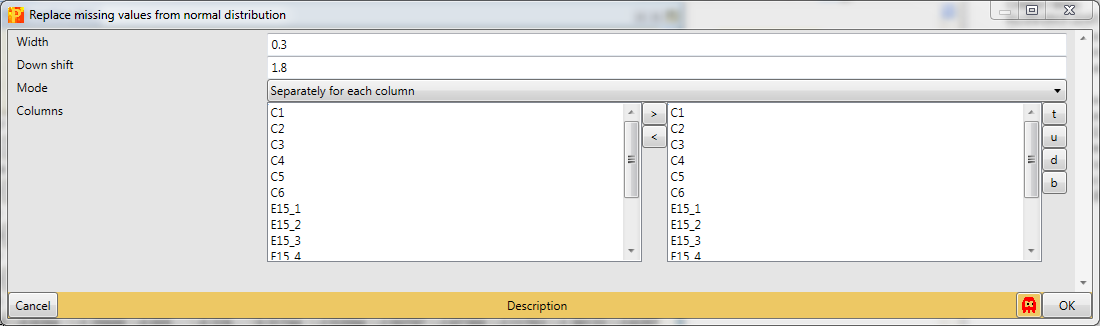 Replace missing values from normal distribution
Width
0.3
Down shift
1.8
Mode
Separately for each column
Columns
C1
C2
C3
C4
C5
C6
E15_1
E15_2
E15_3
E15_4
>
<
C1
C2
C3
C4
C5
C6
E15_1
E15_2
E15_3
E15_4
t
u
d
b
Cancel
Description
OK